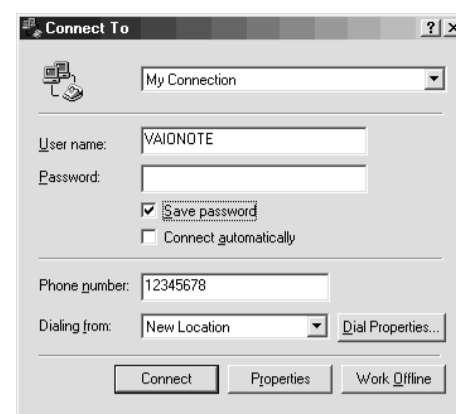 Connect To
My Connection
User name: VAIONOTE
Password:
Save password
Connect automatically
Phone number: 12345678
Dialing from: New Location Dial Properties...
Connect Properties Work Offline